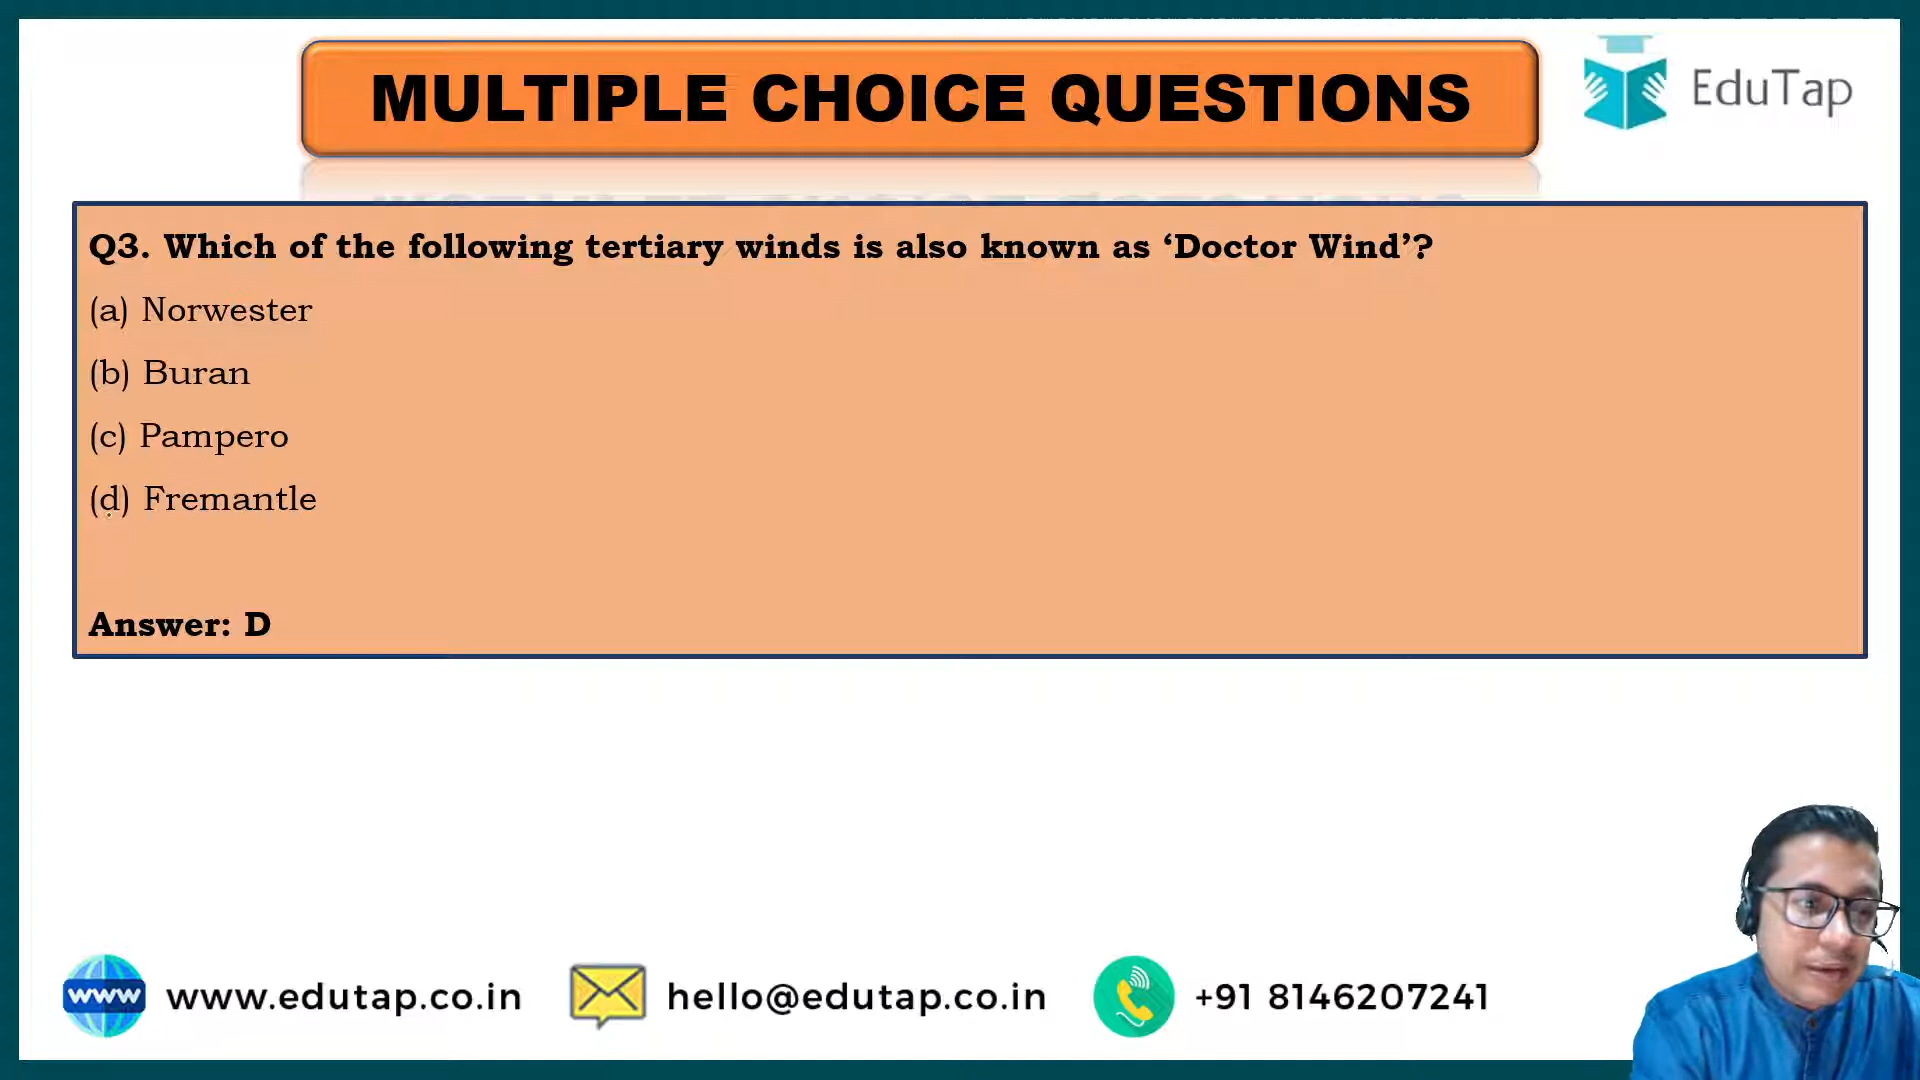 MULTIPLE CHOICE QUESTIONS
EduTap
Q3. Which of the following tertiary winds is also known as ‘Doctor Wind’?
(a) Norwester
(b) Buran
(c) Pampero
(d) Fremantle
Answer: D
www www.edutap.co.in hello@edutap.co.in +91 8146207241